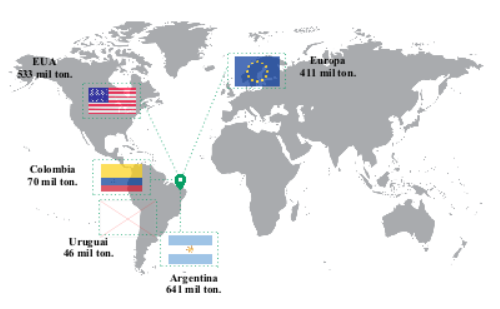 EUA
533 mil ton.
Europa
411 mil ton.
Colombia
70 mil ton.
Uruguai
46 mil ton.
Argentina
641 mil ton.